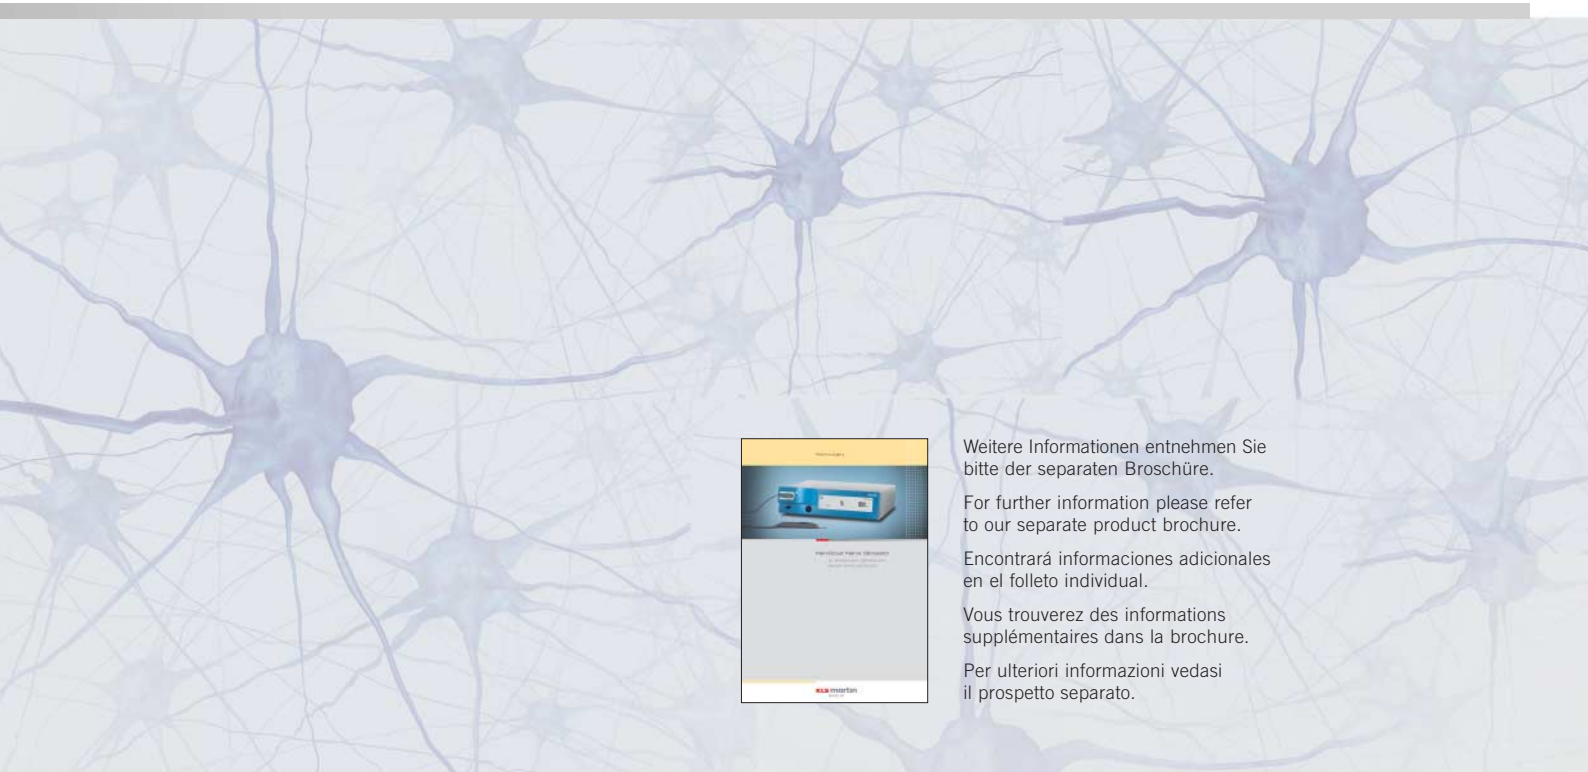 Weitere Informationen entnehmen Sie
bitte der separaten Broschüre.
For further information please refer
to our separate product brochure.
Encontrará informaciones adicionales
en el folleto individual.
Vous trouverez des informations
supplémentaires dans la brochure.
Per ulteriori informazioni vedasi
il prospetto separato.
KLS martin